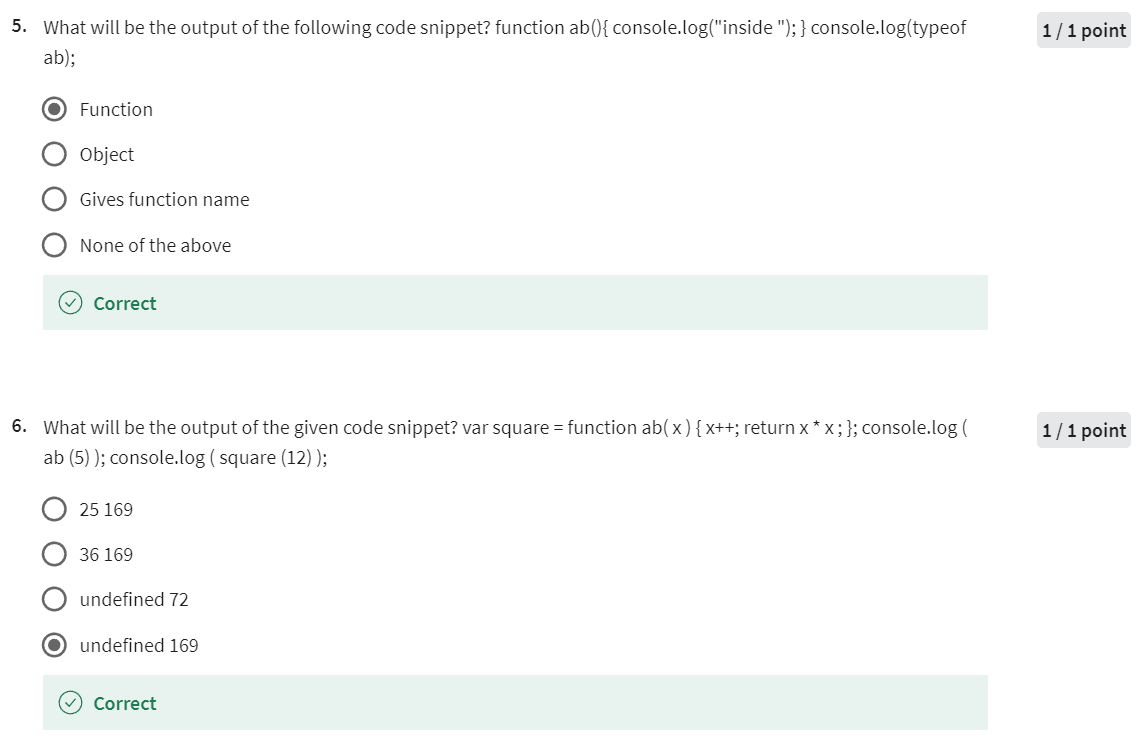 5. What will be the output of the following code snippet? function ab(){ console.log("inside "); } console.log(typeof
1 / 1 point
ab);
Function
Object
Gives function name
None of the above
Correct
6. What will be the output of the given code snippet? var square = function ab( x ) { x++; return x * x ; }; console.log (
1 / 1 point
ab (5) ); console.log ( square (12) );
25 169
36 169
undefined 72
undefined 169
Correct